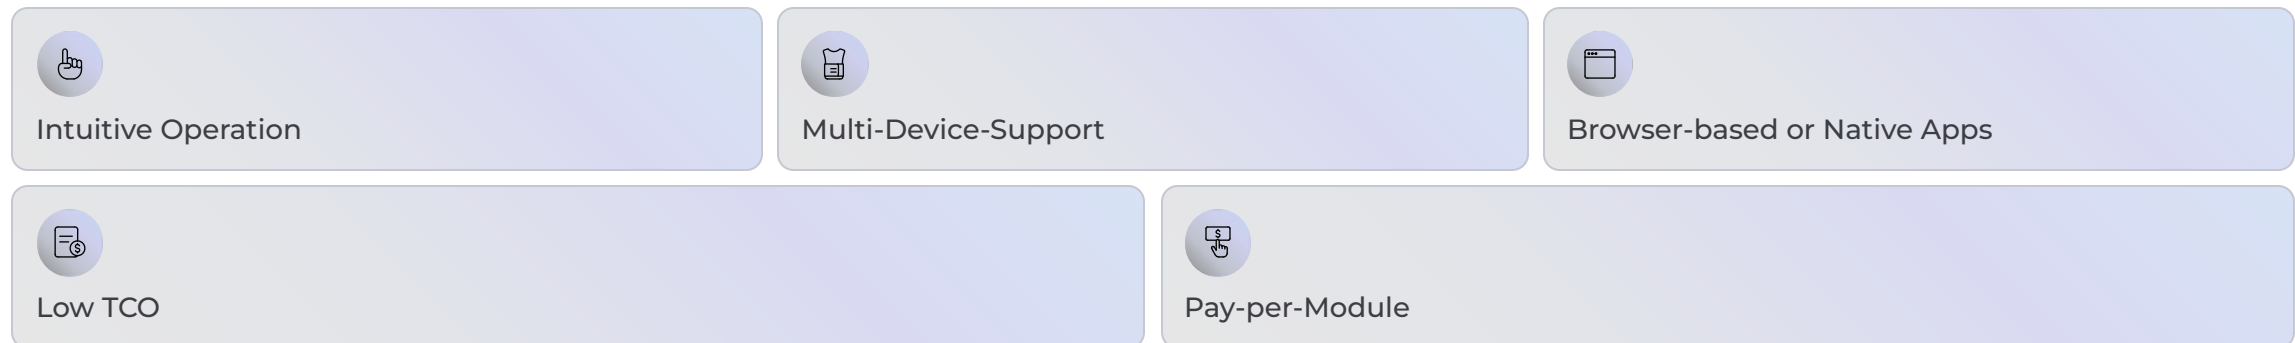 Intuitive Operation
Multi-Device-Support
Browser-based or Native Apps
Low TCO
Pay-per-Module